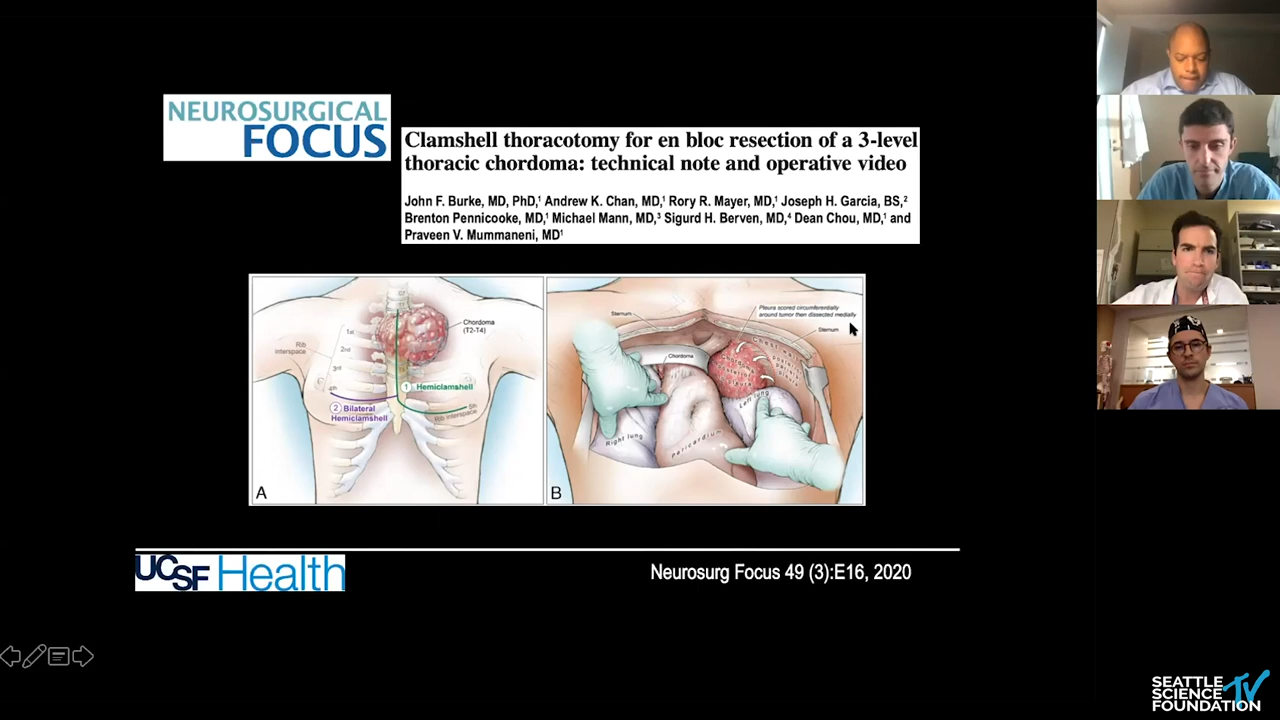 NEUROSURGICAL
FOCUS
Clamshell thoracotomy for en bloc resection of a 3-level
thoracic chordoma: technical note and operative video
John F. Burke, MD, PhD,¹ Andrew K. Chan, MD,¹ Rory R. Mayer, MD,¹ Joseph H. Garcia, BS,²
Brenton Pennicooke, MD,¹ Michael Mann, MD,³ Sigurd H. Berven, MD,⁴ Dean Chou, MD,¹ and
Praveen V. Mummaneni, MD¹
Chordoma
(T2-T4)
Rib
interspace
1st
2nd
3rd
4th
1 Hemiclamshell
2 Bilateral
Hemiclamshell
5th
Rib interspace
A
Pleura scored circumferentially
around tumor then dissected medially
Sternum
Sternum
Chest wall
Chordoma
Left lung
Right lung
Pericardium
B
UCSF Health
Neurosurg Focus 49 (3):E16, 2020
SEATTLE
SCIENCE
FOUNDATION
TV